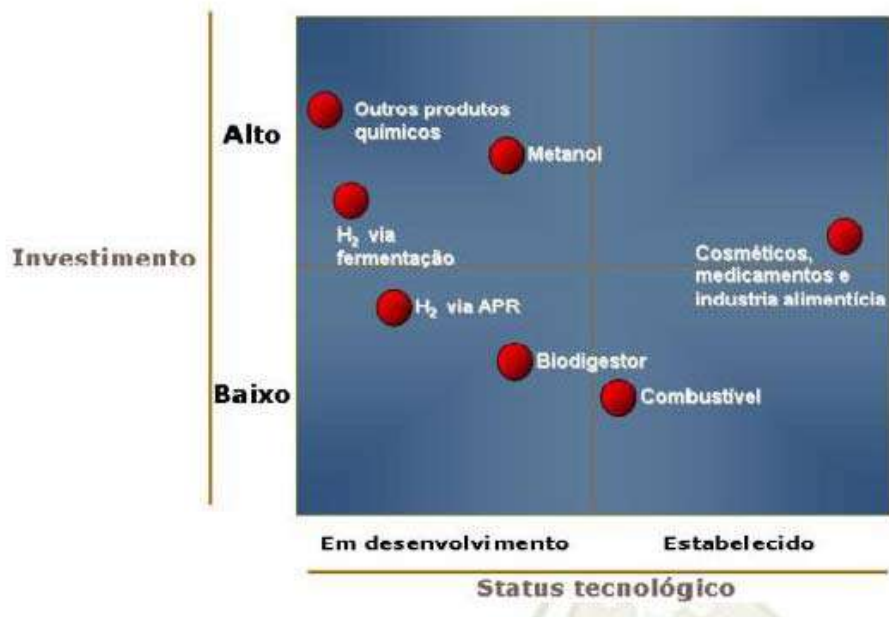 Alto
Baixo
Investimento
Outros produtos
químicos
Metanol
H₂ via
fermentação
Cosméticos,
medicamentos e
industria alimentícia
H₂ via APR
Biodigestor
Combustível
Em desenvolvimento
Estabelecido
Status tecnológico